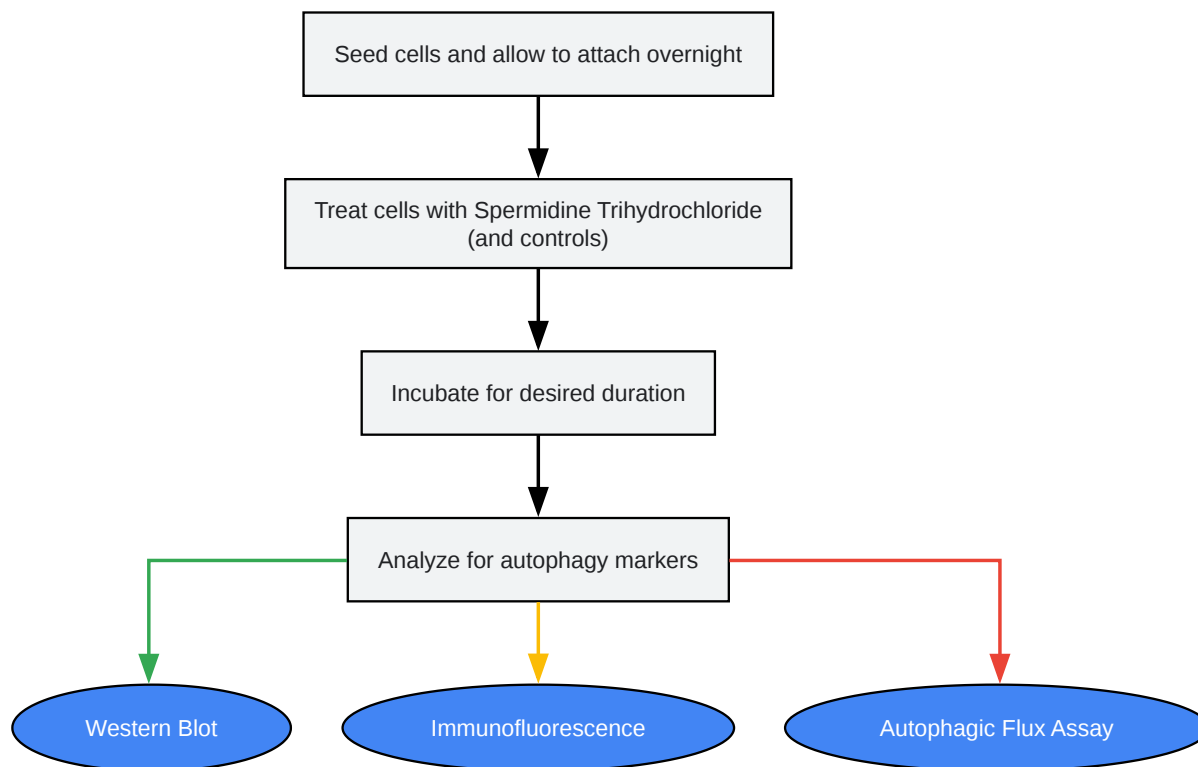 Seed cells and allow to attach overnight
Treat cells with Spermidine Trihydrochloride
(and controls)
Incubate for desired duration
Analyze for autophagy markers
Western Blot
Immunofluorescence
Autophagic Flux Assay